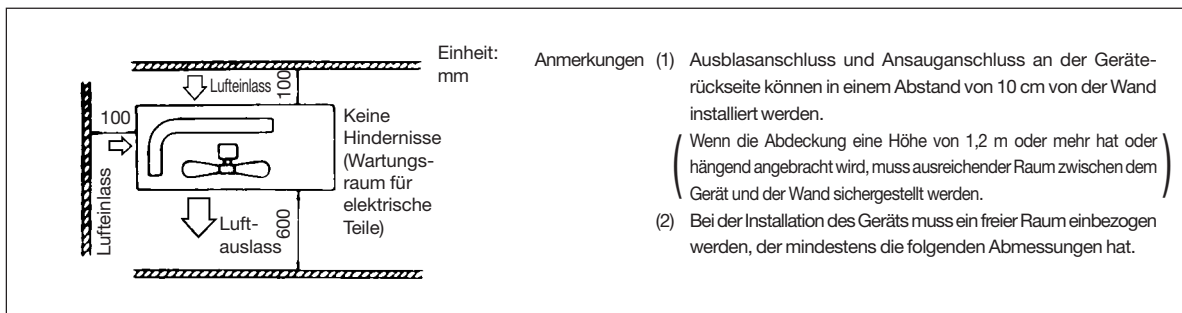 Einheit:
mm
Lufteinlass
100
100
Lufteinlass
Keine
Hindernisse
(Wartungs-
raum für
elektrische
Teile)
Luft-
auslass
600
Anmerkungen (1) Ausblasanschluss und Ansauganschluss an der Geräte-
rückseite können in einem Abstand von 10 cm von der Wand
installiert werden.
(Wenn die Abdeckung eine Höhe von 1,2 m oder mehr hat oder
hängend angebracht wird, muss ausreichender Raum zwischen dem
Gerät und der Wand sichergestellt werden.)
(2) Bei der Installation des Geräts muss ein freier Raum einbezogen
werden, der mindestens die folgenden Abmessungen hat.